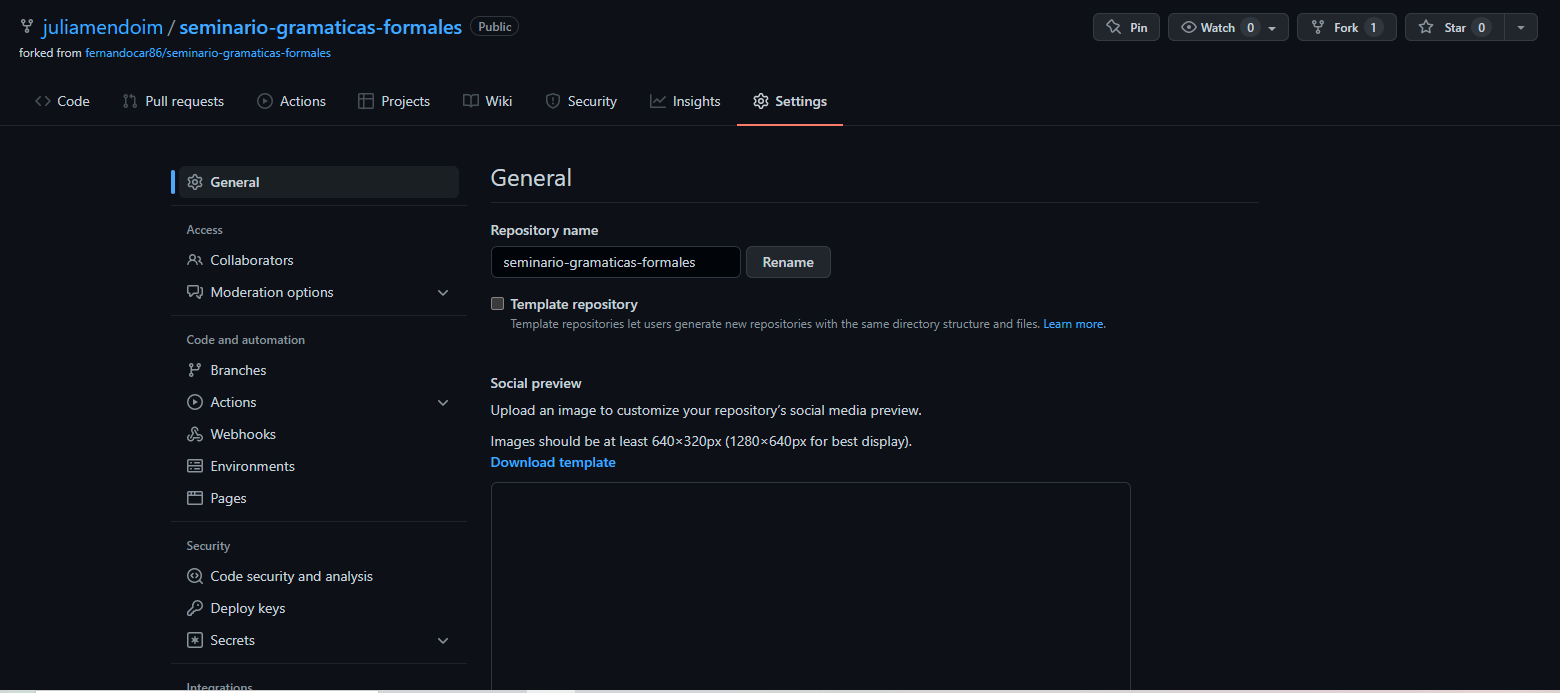 juliamendoim / seminario-gramaticas-formales Public
Pin Watch 0 Fork 1 Star 0
forked from fernandocar86/seminario-gramaticas-formales
Code Pull requests Actions Projects Wiki Security Insights Settings
General
Access
Collaborators
Moderation options
Code and automation
Branches
Actions
Webhooks
Environments
Pages
Security
Code security and analysis
Deploy keys
Secrets
Integrations
General
Repository name
seminario-gramaticas-formales Rename
Template repository
Template repositories let users generate new repositories with the same directory structure and files. Learn more.
Social preview
Upload an image to customize your repository’s social media preview.
Images should be at least 640×320px (1280×640px for best display).
Download template